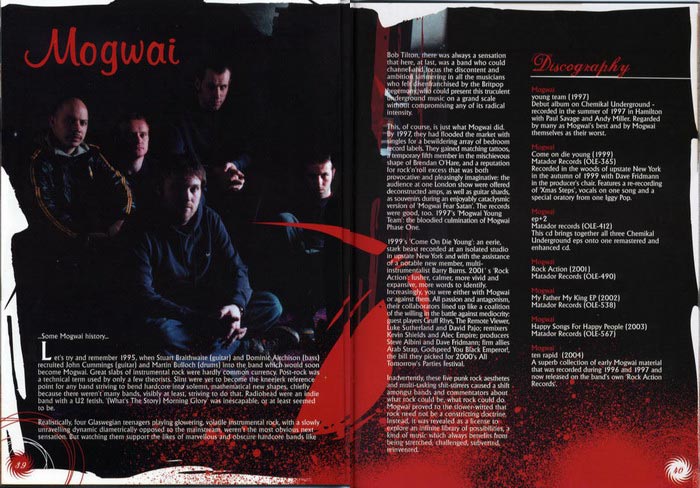 Mogwai
...Some Mogwai history...
Let's try and remember 1995, when Stuart Braithwaite [guitar] and Dominic Aitchison [bass]
recruited John Cummings [guitar] and Martin Bulloch [drums] into the band which would soon
become Mogwai. Great slabs of instrumental rock were hardly common currency. Post-rock was
a technical term used by only a few theorists. Slint were yet to become the kneejerk reference
point for any band striving to bend hardcore into solemn, mathematical new shapes, chiefly
because there weren't many bands, visibly at least, striving to do that. Radiohead were an indie
band with a U2 fetish. '(What's The Story) Morning Glory' was inescapable, or at least seemed
to be.
Realistically, four Glaswegian teenagers playing glowering, volatile instrumental rock, with a slowly
unravelling dynamic diametrically opposed to the mainstream, weren't the most obvious next
sensation. But watching them support the likes of marvellous and obscure hardcore bands like
39
Bob Tilton, there was always a sensation
that here, at last, was a band who could
channel and focus the discontent and
ambition simmering in all the musicians
who felt disenfranchised by the Britpop
hegemony; who could present this truculent
underground music on a grand scale
without compromising any of its radical
intensity.
This, of course, is just what Mogwai did.
By 1997, they had flooded the market with
singles for a bewildering array of bedroom
record labels. They gained matching tattoos,
a temporary fifth member in the mischievous
shape of Brendan O'Hare, and a reputation
for rock'n'roll excess that was both
provocative and pleasingly imaginative: the
audience at one London show were offered
deconstructed amps, as well as guitar shards,
as souvenirs during an enjoyably cataclysmic
version of 'Mogwai Fear Satan'. The records
were good, too. 1997's 'Mogwai Young
Team': the bloodied culmination of Mogwai
Phase One.
1999's 'Come On Die Young': an eerie,
stark beast recorded at an isolated studio
in upstate New York and with the assistance
of a notable new member, multi-
instrumentalist Barry Burns. 2001' s 'Rock
Action': lusher, calmer, more vivid and
expansive, more words to identify.
Increasingly, you were either with Mogwai
or against them. All passion and antagonism,
their collaborators lined up like a coalition
of the willing in the battle against mediocrity:
guest players Gruff Rhys, The Remote Viewer,
Luke Sutherland and David Pajo; remixers
Kevin Shields and Alec Empire; producers
Steve Albini and Dave Fridmann; firm allies
Arab Strap, Godspeed You Black Emperor!,
the bill they picked for 2000's All
Tomorrow's Parties festival.
Inadvertently, these five punk rock aesthetes
and multi-tasking shit-stirrers caused a shift
amongst bands and commentators about
what rock could be, what rock could do.
Mogwai proved to the slower-witted that
rock need not be a constricting doctrine.
Instead, it was revealed as a license to
explore an infinite library of possibilities, a
kind of music which always benefits from
being stretched, challenged, subverted,
reinvented.
Discography
Mogwai
young team (1997)
Debut album on Chemikal Underground -
recorded in the summer of 1997 in Hamilton
with Paul Savage and Andy Miller. Regarded
by many as Mogwai's best and by Mogwai
themselves as their worst.
Mogwai
Come on die young (1999)
Matador Records (OLE-365)
Recorded in the woods of upstate New York
in the autumn of 1999 with Dave Fridmann
in the producer's chair. Features a re-recording
of 'Xmas Steps', vocals on one song and a
special oratory from one Iggy Pop.
Mogwai
ep+2
Matador records (OLE-412)
This cd brings together all three Chemikal
Underground eps onto one remastered and
enhanced cd.
Mogwai
Rock Action (2001)
Matador Records (OLE-490)
Mogwai
My Father My King EP (2002)
Matador Records (OLE-538)
Mogwai
Happy Songs For Happy People (2003)
Matador Records (OLE-567)
Mogwai
ten rapid (2004)
A superb collection of early Mogwai material
that was recorded during 1996 and 1997 and
now released on the band's own 'Rock Action
Records'.
40